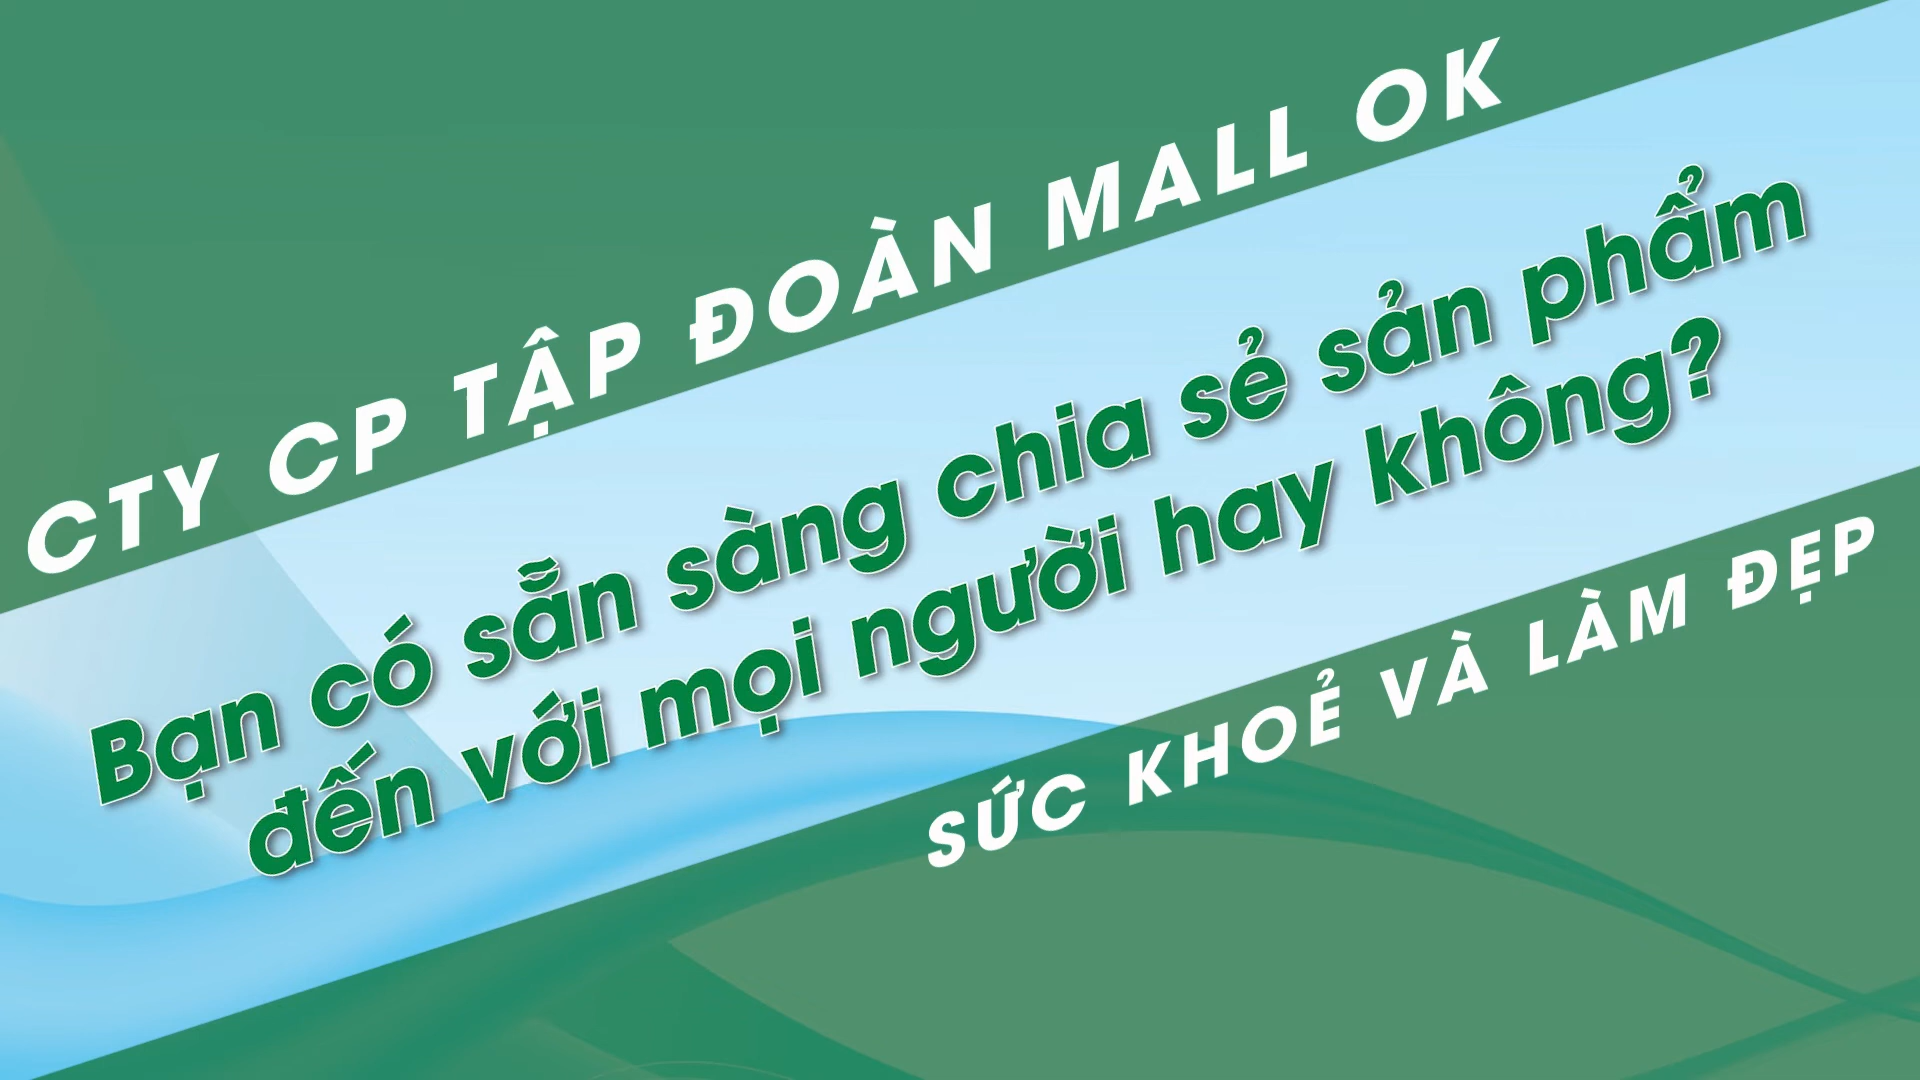 CTY CP TẬP ĐOÀN MALL OK
Bạn có sẵn sàng chia sẻ sản phẩm
đến với mọi người hay không?
SỨC KHOẺ VÀ LÀM ĐẸP